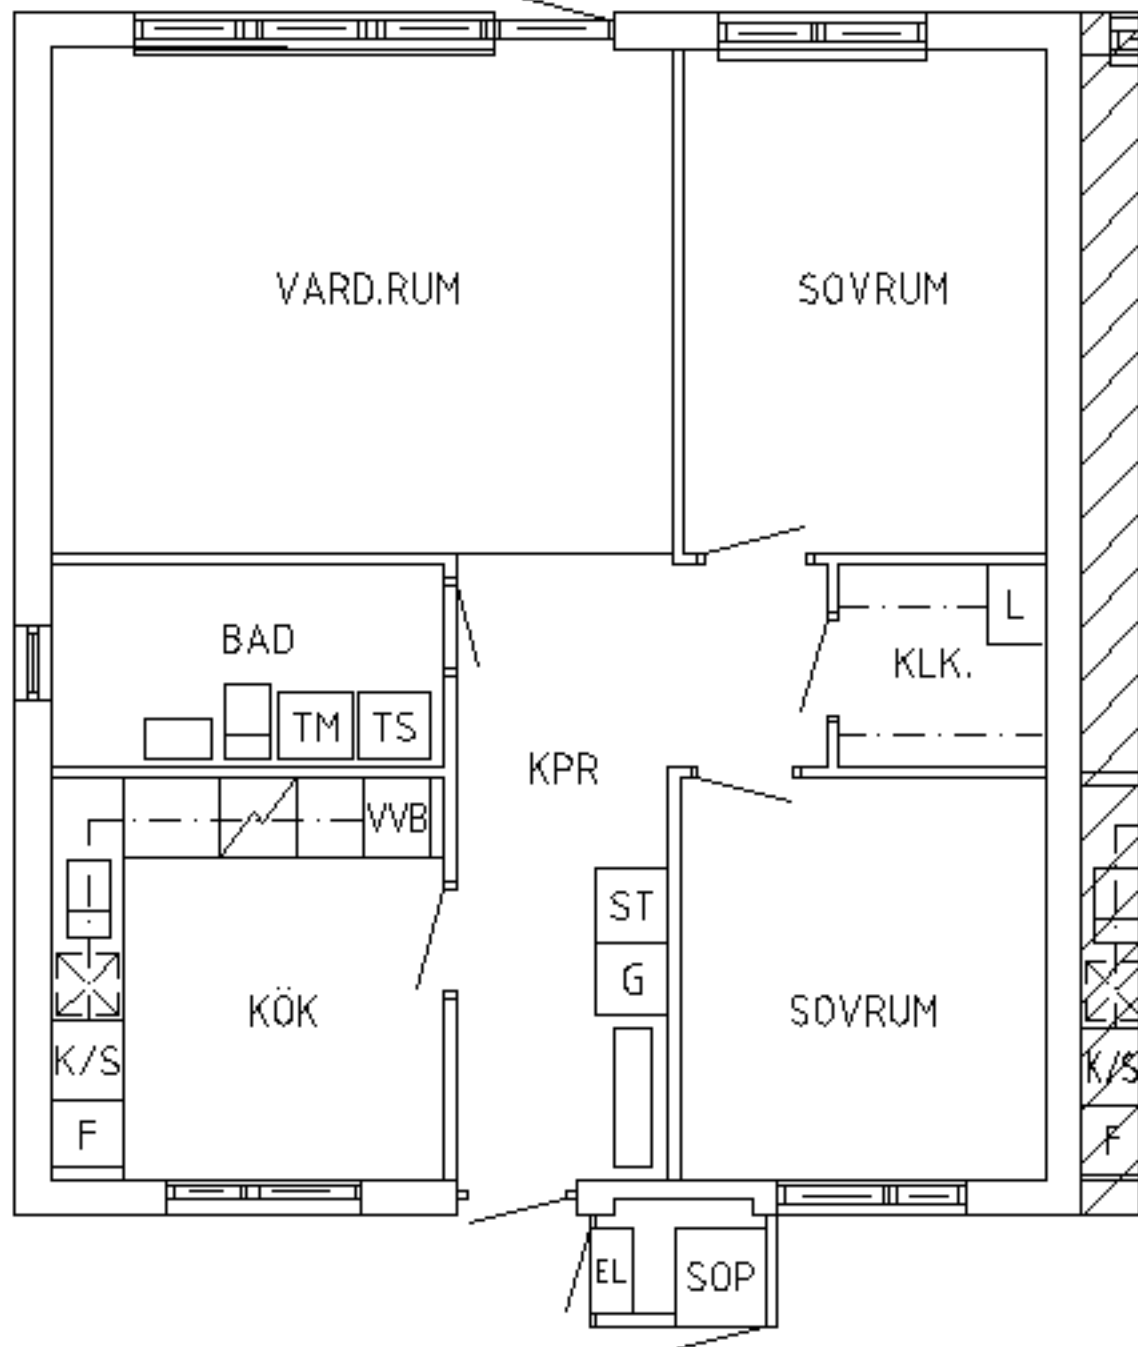 VARD.RUM
SOVRUM
BAD
L
KLK.
TM
TS
KPR
VVB
ST
G
KÖK
SOVRUM
K/S
K/S
F
F
EL
SOP